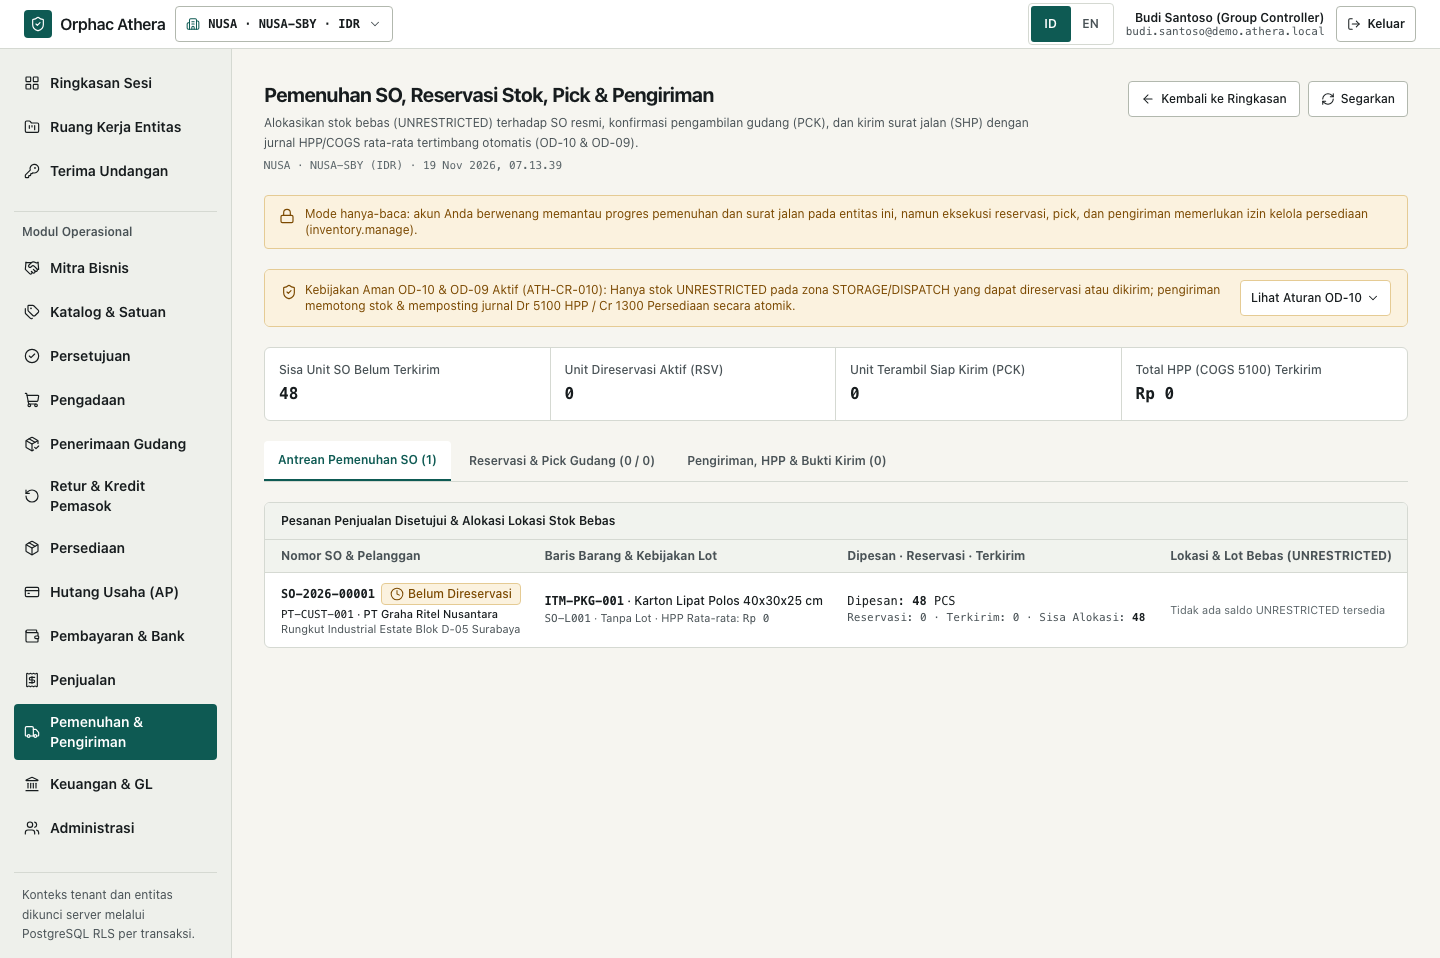 Orphac Athera
NUSA · NUSA-SBY · IDR
ID
EN
Budi Santoso (Group Controller)
budi.santoso@demo.athera.local
Keluar
Ringkasan Sesi
Ruang Kerja Entitas
Terima Undangan
Modul Operasional
Mitra Bisnis
Katalog & Satuan
Persetujuan
Pengadaan
Penerimaan Gudang
Retur & Kredit
Pemasok
Persediaan
Hutang Usaha (AP)
Pembayaran & Bank
Penjualan
Pemenuhan &
Pengiriman
Keuangan & GL
Administrasi
Konteks tenant dan entitas
dikunci server melalui
PostgreSQL RLS per transaksi.
Pemenuhan SO, Reservasi Stok, Pick & Pengiriman
Alokasikan stok bebas (UNRESTRICTED) terhadap SO resmi, konfirmasi pengambilan gudang (PCK), dan kirim surat jalan (SHP) dengan
jurnal HPP/COGS rata-rata tertimbang otomatis (OD-10 & OD-09).
NUSA · NUSA-SBY (IDR) · 19 Nov 2026, 07.13.39
Kembali ke Ringkasan
Segarkan
Mode hanya-baca: akun Anda berwenang memantau progres pemenuhan dan surat jalan pada entitas ini, namun eksekusi reservasi, pick, dan pengiriman memerlukan izin kelola persediaan
(inventory.manage).
Kebijakan Aman OD-10 & OD-09 Aktif (ATH-CR-010): Hanya stok UNRESTRICTED pada zona STORAGE/DISPATCH yang dapat direservasi atau dikirim; pengiriman
memotong stok & memposting jurnal Dr 5100 HPP / Cr 1300 Persediaan secara atomik.
Lihat Aturan OD-10
Sisa Unit SO Belum Terkirim
48
Unit Direservasi Aktif (RSV)
0
Unit Terambil Siap Kirim (PCK)
0
Total HPP (COGS 5100) Terkirim
Rp 0
Antrean Pemenuhan SO (1)
Reservasi & Pick Gudang (0 / 0)
Pengiriman, HPP & Bukti Kirim (0)
Pesanan Penjualan Disetujui & Alokasi Lokasi Stok Bebas
Nomor SO & Pelanggan
Baris Barang & Kebijakan Lot
Dipesan · Reservasi · Terkirim
Lokasi & Lot Bebas (UNRESTRICTED)
SO-2026-00001 Belum Direservasi
PT-CUST-001 · PT Graha Ritel Nusantara
Rungkut Industrial Estate Blok D-05 Surabaya
ITM-PKG-001 · Karton Lipat Polos 40x30x25 cm
SO-L001 · Tanpa Lot · HPP Rata-rata: Rp 0
Dipesan: 48 PCS
Reservasi: 0 · Terkirim: 0 · Sisa Alokasi: 48
Tidak ada saldo UNRESTRICTED tersedia